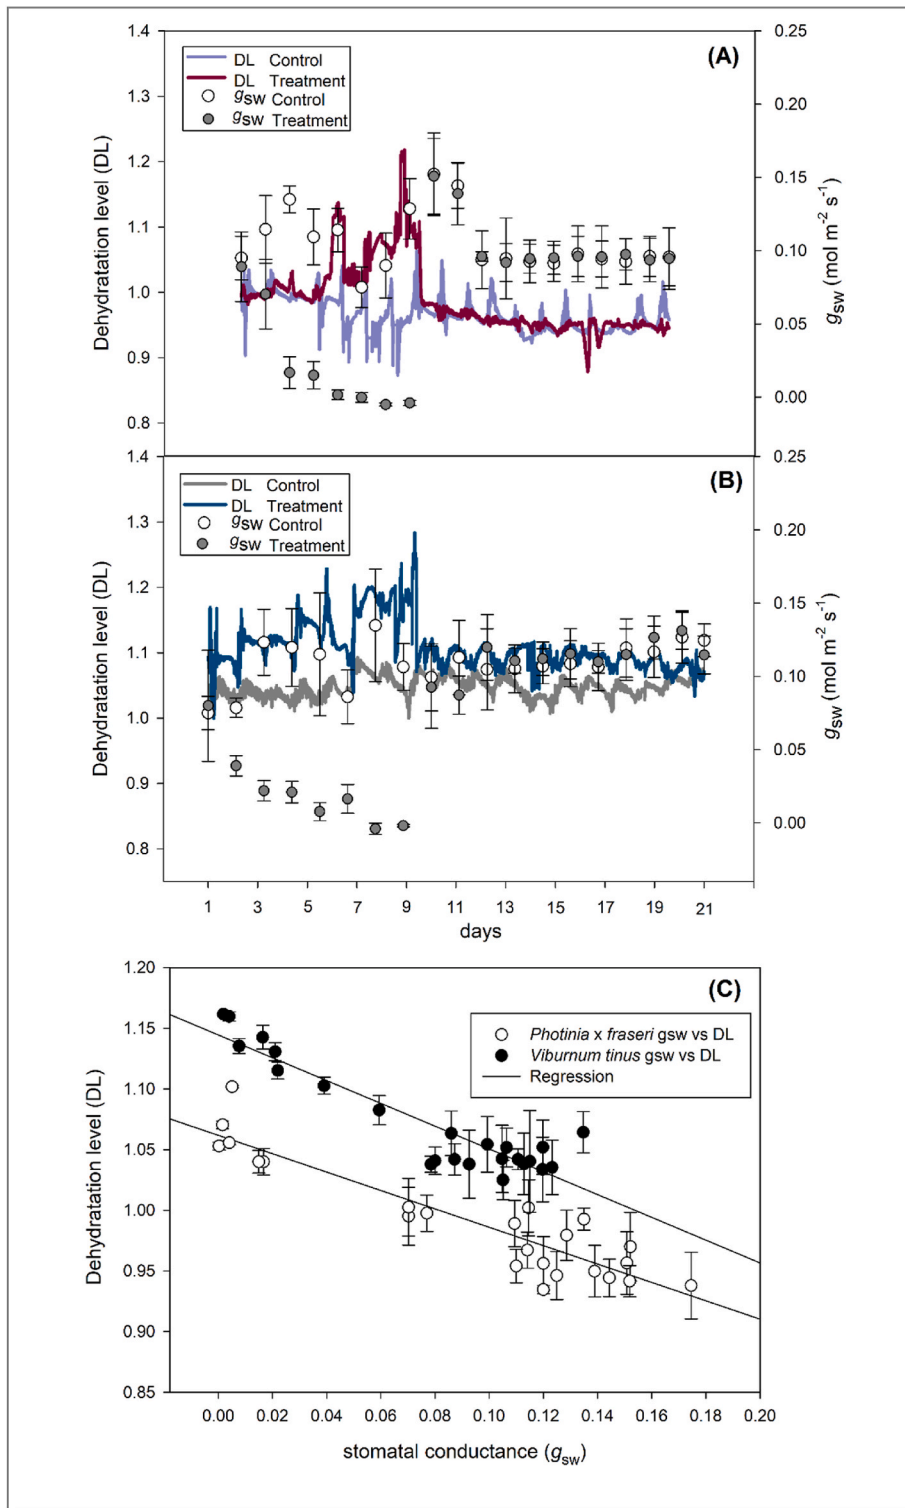 (A)
DL Control
DL Treatment
gsw Control
gsw Treatment
1.4
1.3
1.2
1.1
1.0
0.9
0.8
Dehydratation level (DL)
0.25
0.20
0.15
0.10
0.05
0.00
gsw (mol m-2 s-1)
(B)
DL Control
DL Treatment
gsw Control
gsw Treatment
1.4
1.3
1.2
1.1
1.0
0.9
0.8
Dehydratation level (DL)
0.25
0.20
0.15
0.10
0.05
0.00
gsw (mol m-2 s-1)
1 3 5 7 9 11 13 15 17 19 21
days
(C)
Photinia x fraseri gsw vs DL
Viburnum tinus gsw vs DL
Regression
1.20
1.15
1.10
1.05
1.00
0.95
0.90
0.85
Dehydratation level (DL)
0.00 0.02 0.04 0.06 0.08 0.10 0.12 0.14 0.16 0.18 0.20
stomatal conductance (gsw)